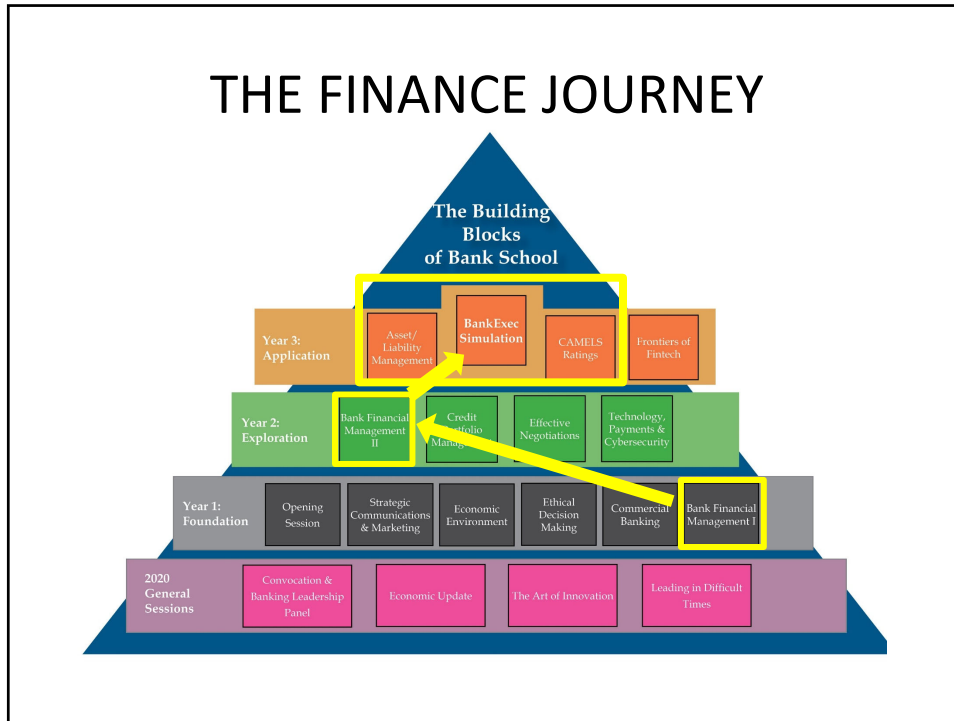 THE FINANCE JOURNEY
The Building
Blocks
of Bank School
Year 3:
Application
Asset/
Liability
Management
BankExec
Simulation
CAMELS
Ratings
Frontiers of
Fintech
Year 2:
Exploration
Bank Financial
Management
II
Credit
Effective
Negotiations
Technology,
Payments &
Cybersecurity
Year 1:
Foundation
Opening
Session
Strategic
Communications
& Marketing
Economic
Environment
Ethical
Decision
Making
Commercial
Banking
Bank Financial
Management I
2020
General
Sessions
Convocation &
Banking Leadership
Panel
Economic Update
The Art of Innovation
Leading in Difficult
Times